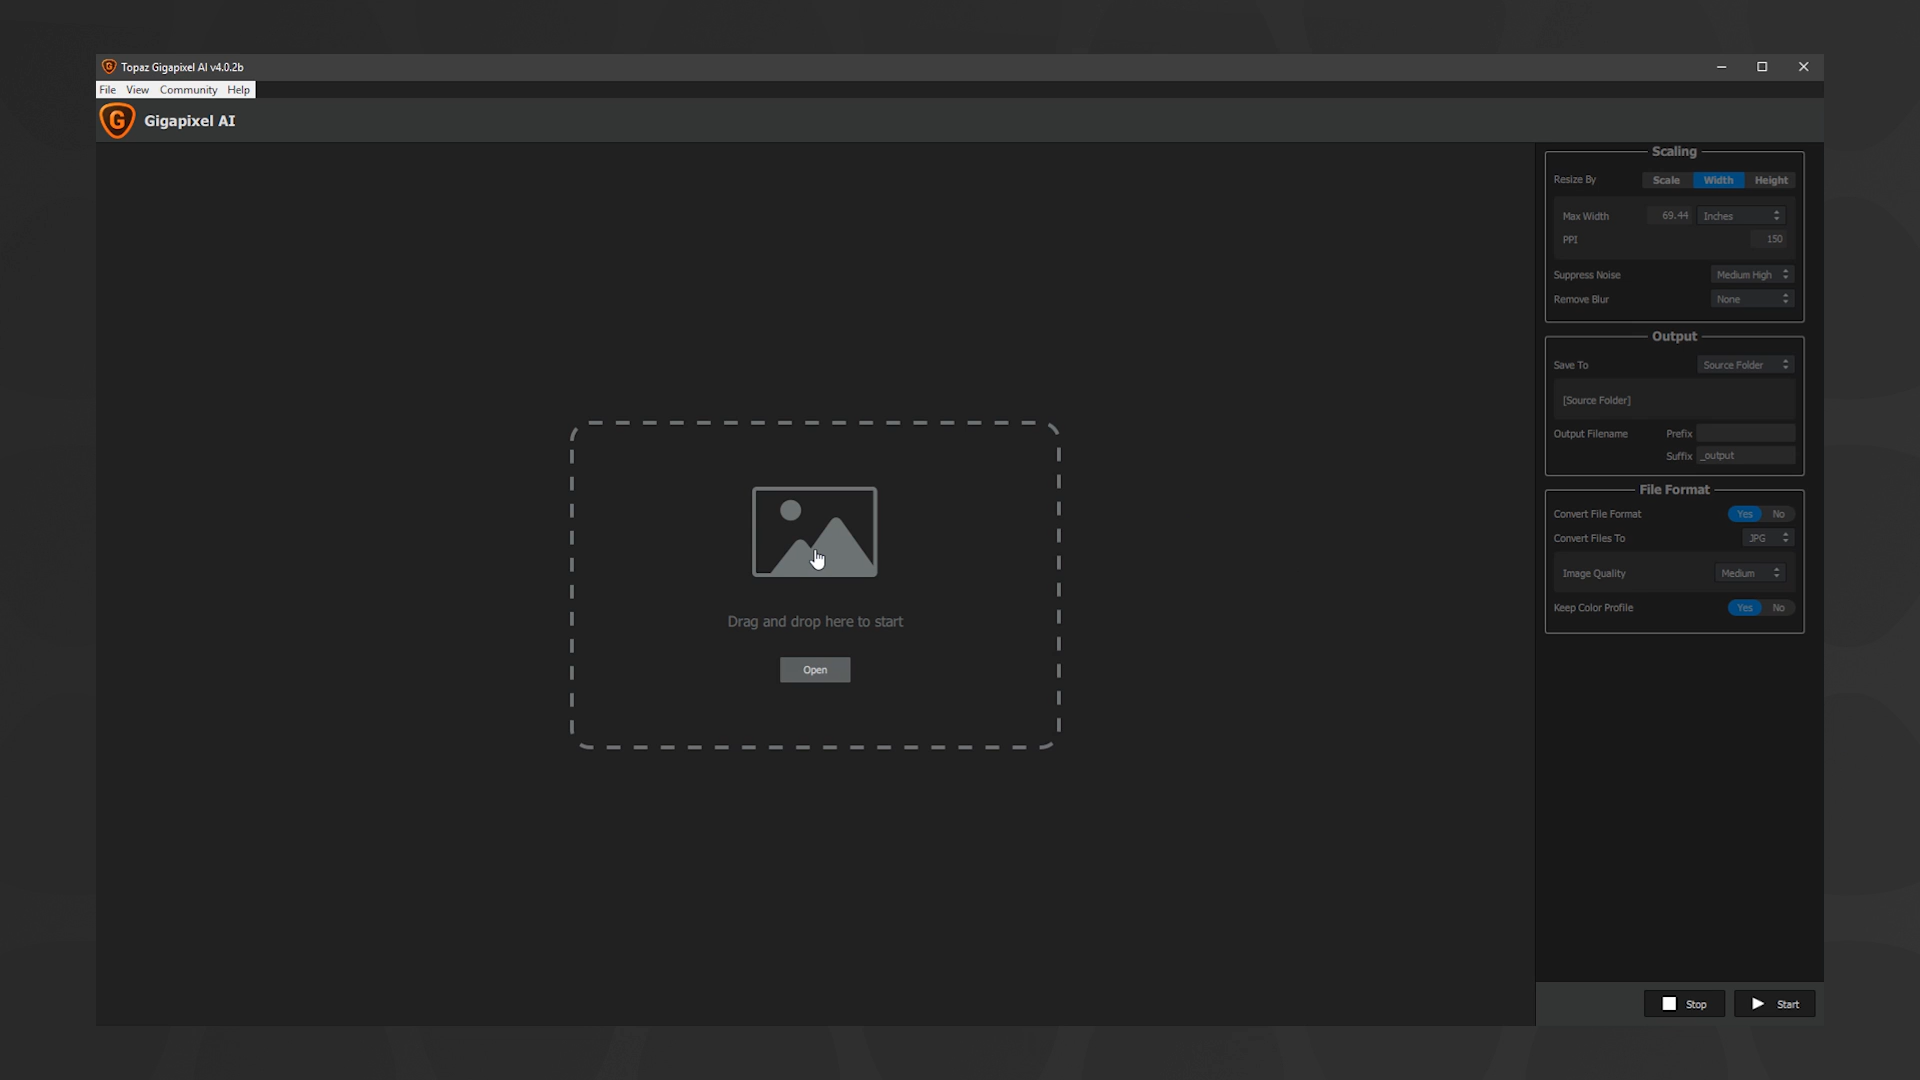 Topaz Gigapixel AI v4.0.2b
File View Community Help
G Gigapixel AI
Scaling
Resize By Scale Width Height
Max Width 69.44 Inches
PPI 150
Suppress Noise Medium High
Remove Blur None
Output
Save To Source Folder
[Source Folder]
Output Filename Prefix
Suffix _output
File Format
Convert File Format Yes No
Convert Files To JPG
Image Quality Medium
Keep Color Profile Yes No
Drag and drop here to start
Open
Stop Start